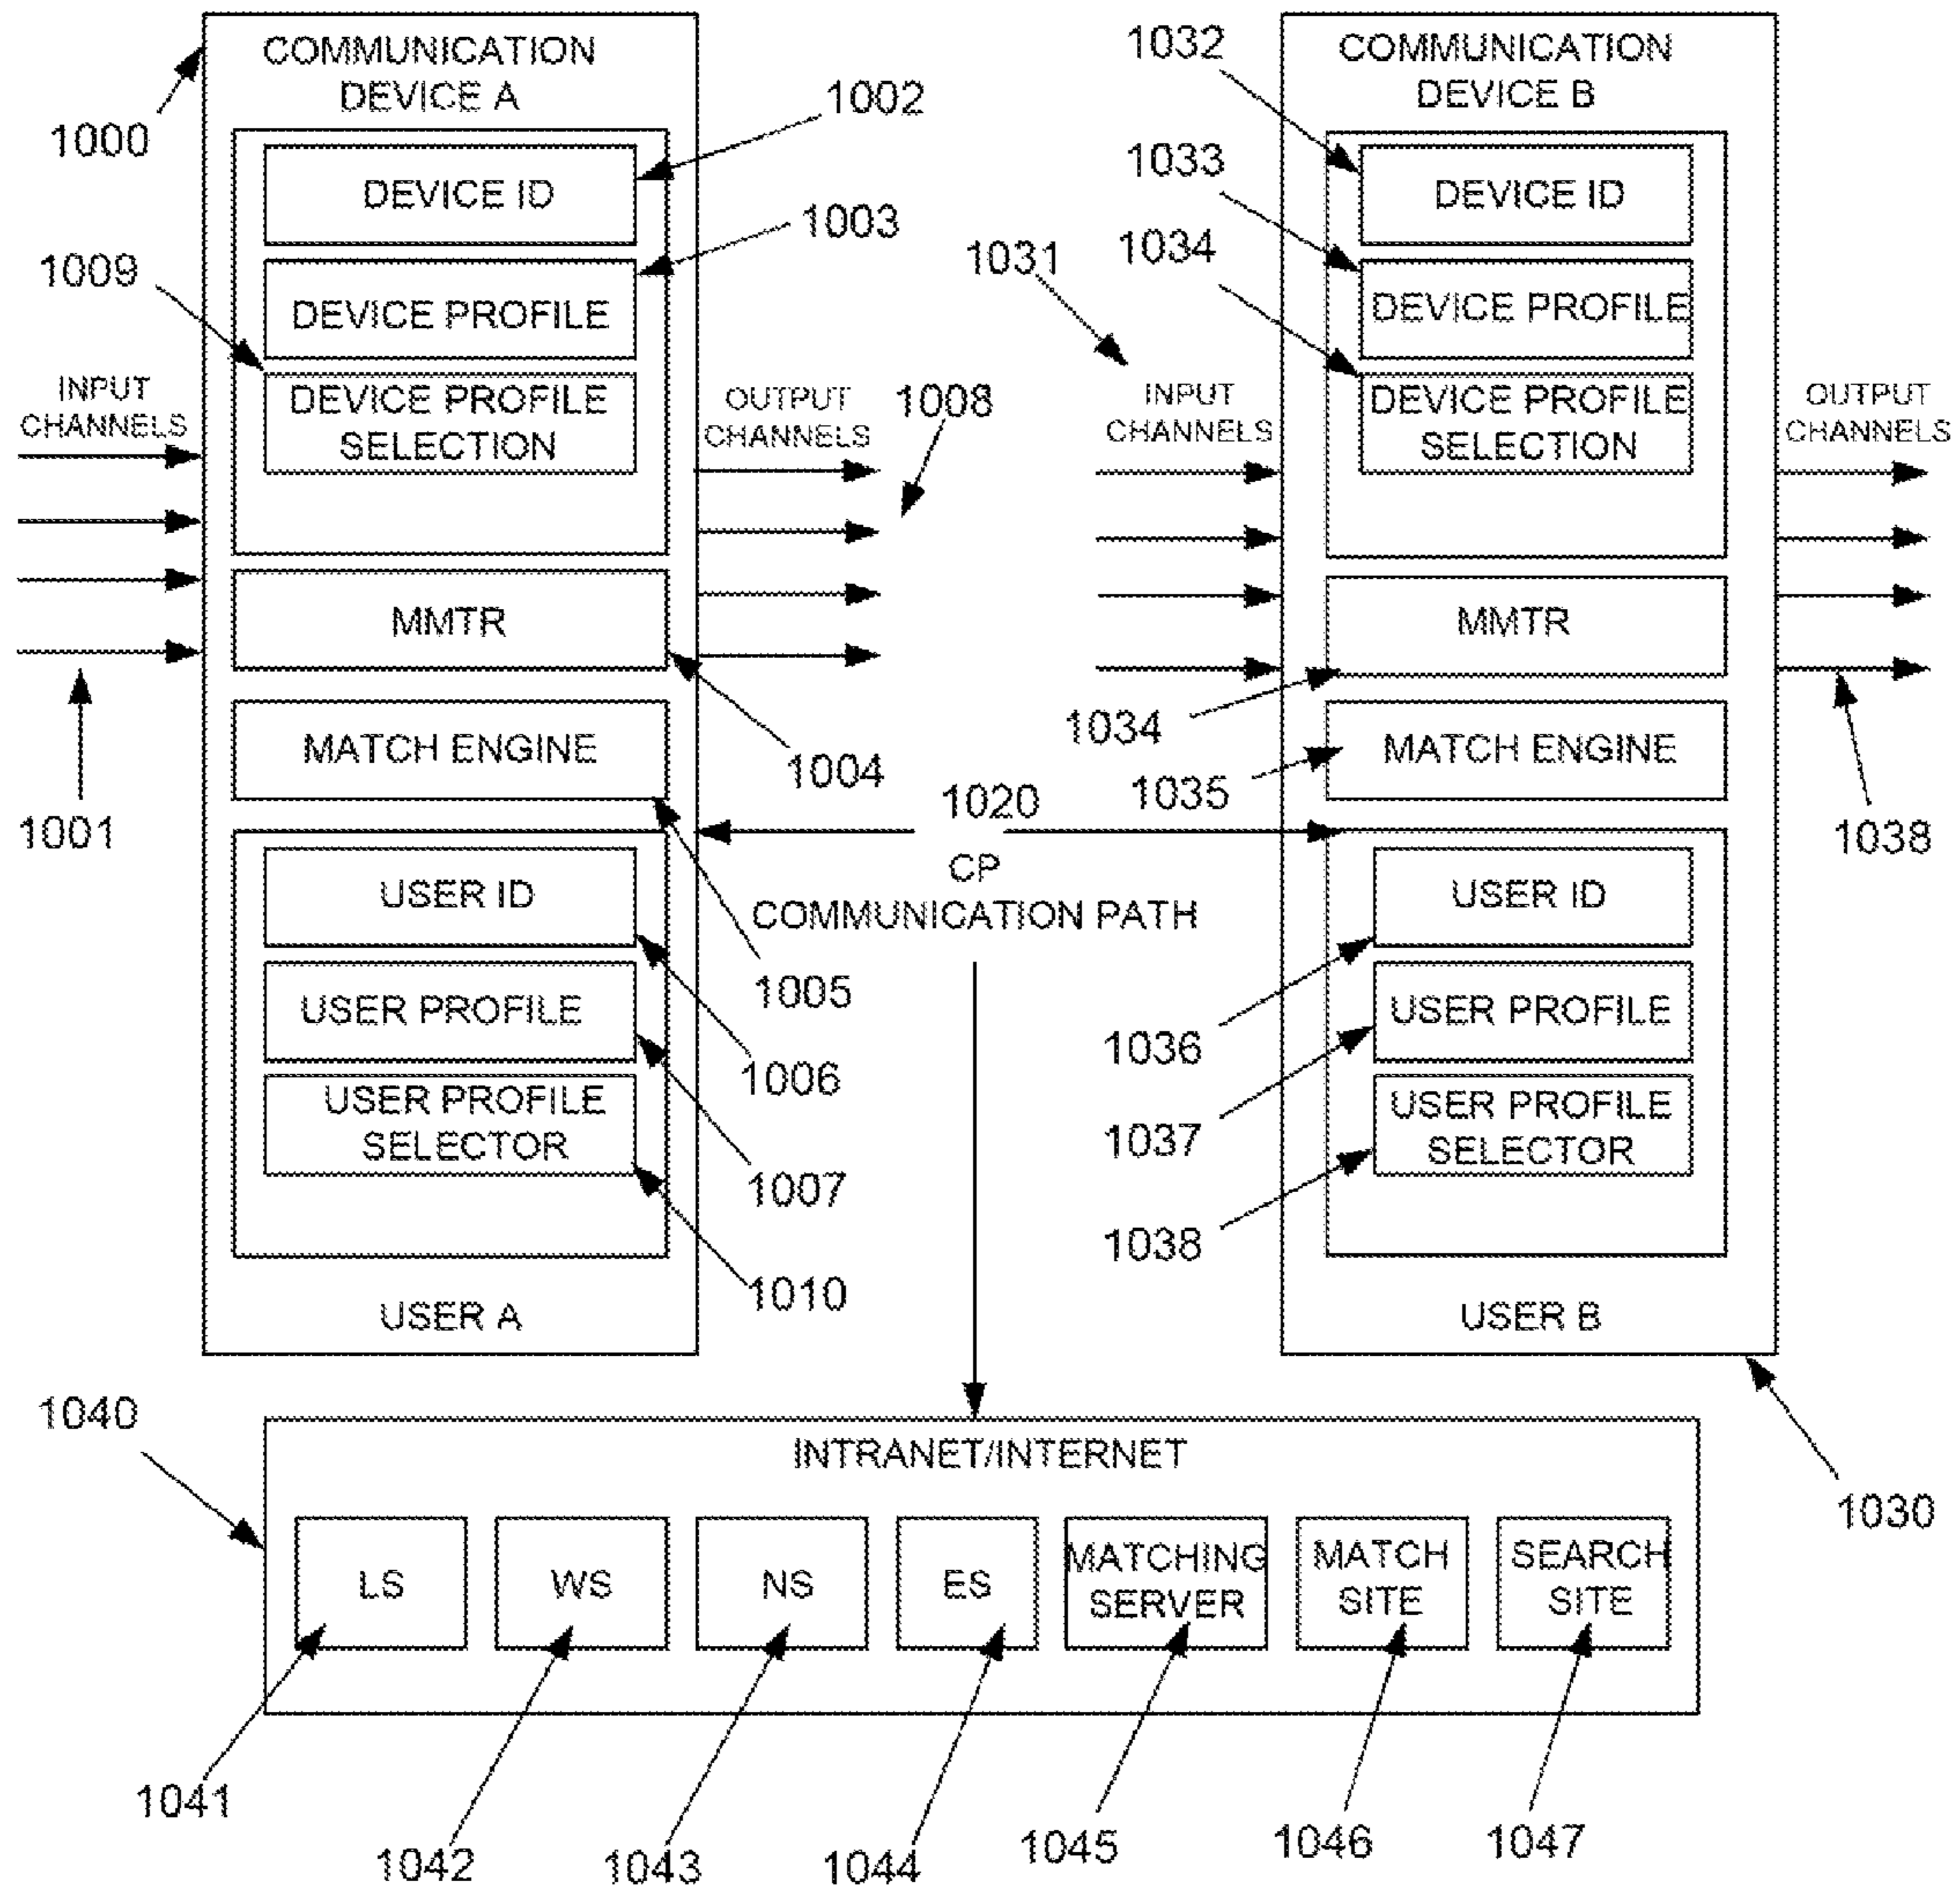 COMMUNICATION
DEVICE A
1000
1002
DEVICE ID
1003
DEVICE PROFILE
1009
DEVICE PROFILE
SELECTION
INPUT
CHANNELS
OUTPUT
CHANNELS
1008
MMTR
1004
MATCH ENGINE
1001
1005
USER ID
1006
USER PROFILE
1007
USER PROFILE
SELECTOR
1010
USER A
1020
CP
COMMUNICATION PATH
COMMUNICATION
DEVICE B
1032
DEVICE ID
1033
DEVICE PROFILE
1034
DEVICE PROFILE
SELECTION
1031
INPUT
CHANNELS
OUTPUT
CHANNELS
MMTR
1034
MATCH ENGINE
1035
1038
USER ID
1036
USER PROFILE
1037
USER PROFILE
SELECTOR
1038
USER B
1030
1040
INTRANET/INTERNET
LS
WS
NS
ES
MATCHING
SERVER
MATCH
SITE
SEARCH
SITE
1041
1042
1043
1044
1045
1046
1047